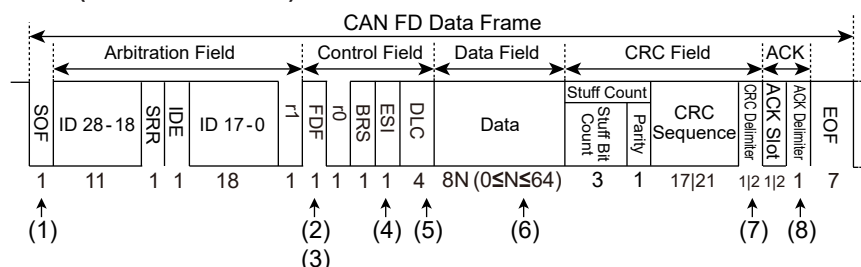 CAN FD Data Frame
Arbitration Field Control Field Data Field CRC Field ACK
SOF ID 28-18 SRR IDE ID 17-0 r1 FDF r0 BRS ESI DLC Data Stuff Count Stuff Bit Count Parity CRC Sequence CRC Delimiter ACK Slot ACK Delimiter EOF
1 11 1 1 18 1 1 1 1 1 4 8N (0≤N≤64) 3 1 17|21 1|2 1|2 1 7
(1) (2) (4) (5) (6) (7) (8)
(3)